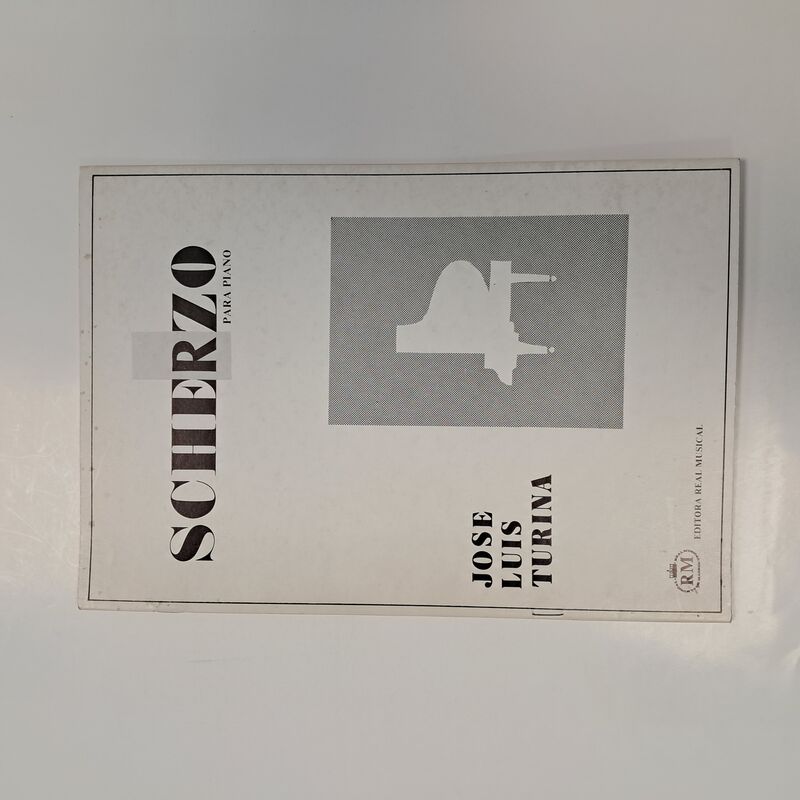 SCHERZO
PARA PIANO
JOSE
LUIS
TURINA
RM
EDITORA REAL MUSICAL